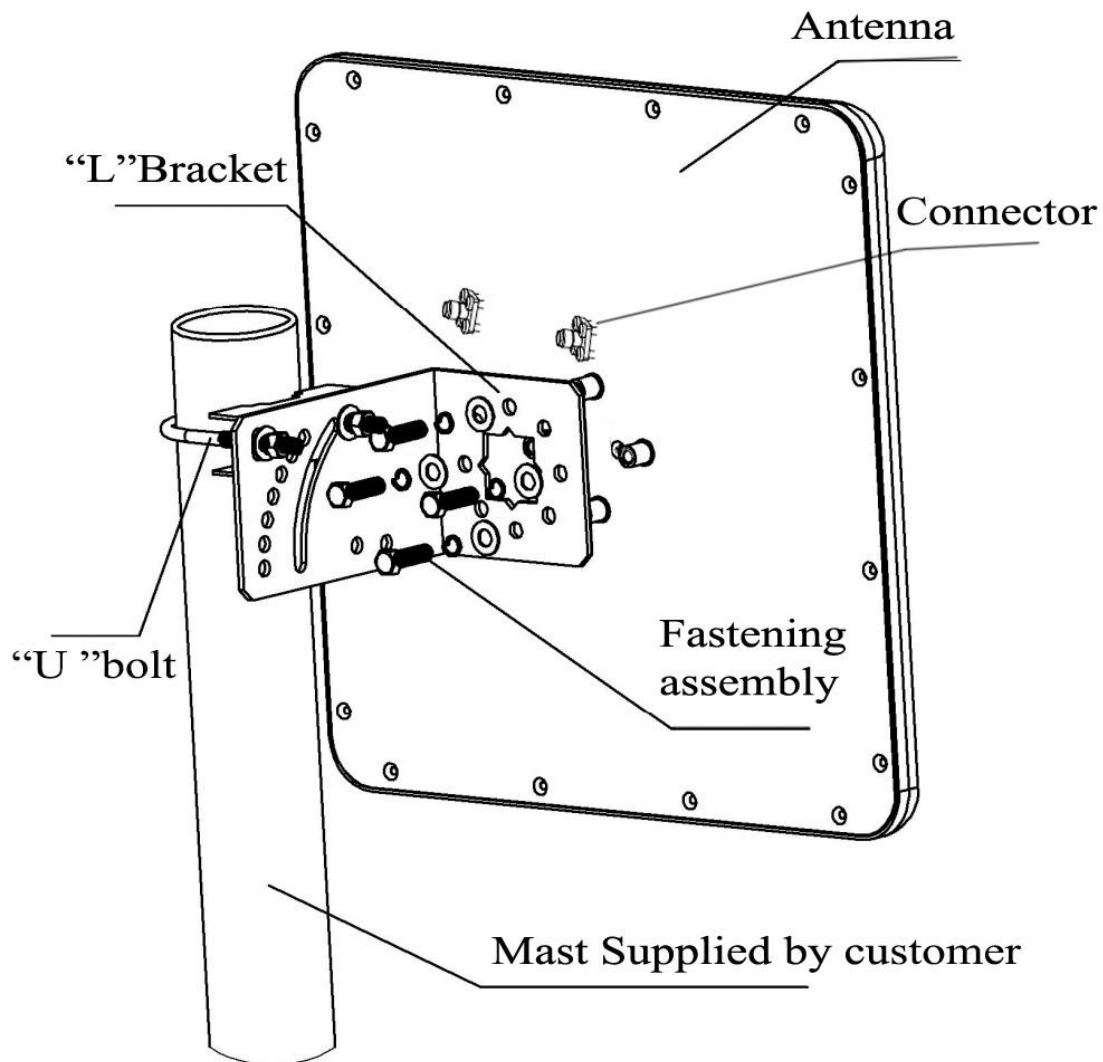 Antenna
“L”Bracket
Connector
Fastening
assembly
“U ”bolt
Mast Supplied by customer